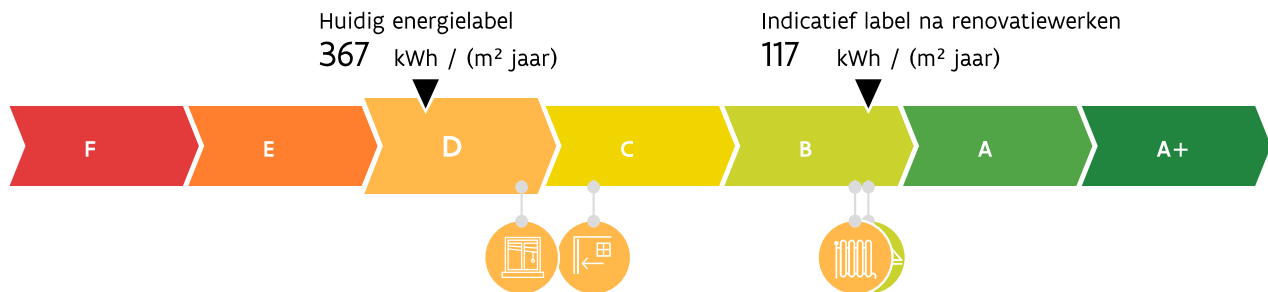 Huidig energielabel
367 kWh / (m² jaar)
Indicatief label na renovatiewerken
117 kWh / (m² jaar)
F E D C B A A+